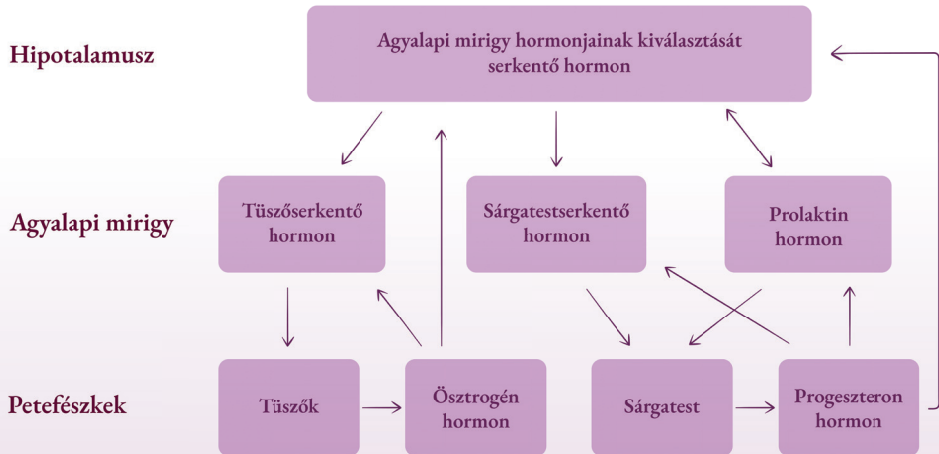 Hipotalamusz
Agyalapi mirigy hormonjainak kiválasztását
serkentő hormon
Agyalapi mirigy
Tüszőserkentő
hormon
Sárgatestserkentő
hormon
Prolaktin
hormon
Petefészkek
Tüszők
Ösztrogén
hormon
Sárgatest
Progeszteron
hormon